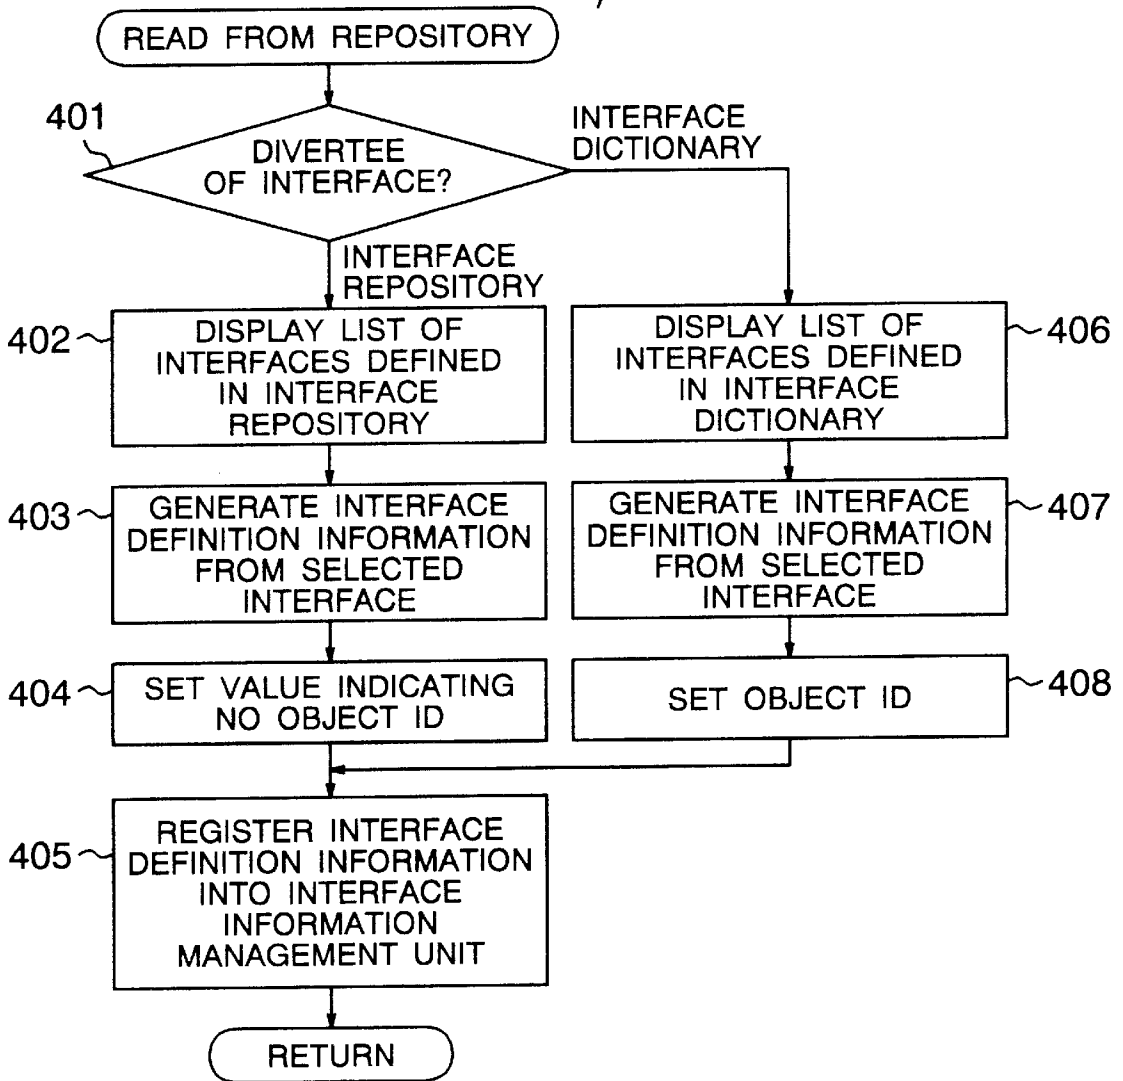 READ FROM REPOSITORY
401
DIVERTEE
OF INTERFACE?
INTERFACE
DICTIONARY
INTERFACE
REPOSITORY
402
DISPLAY LIST OF
INTERFACES DEFINED
IN INTERFACE
REPOSITORY
406
DISPLAY LIST OF
INTERFACES DEFINED
IN INTERFACE
DICTIONARY
403
GENERATE INTERFACE
DEFINITION INFORMATION
FROM SELECTED
INTERFACE
407
GENERATE INTERFACE
DEFINITION INFORMATION
FROM SELECTED
INTERFACE
404
SET VALUE INDICATING
NO OBJECT ID
408
SET OBJECT ID
405
REGISTER INTERFACE
DEFINITION INFORMATION
INTO INTERFACE
INFORMATION
MANAGEMENT UNIT
RETURN